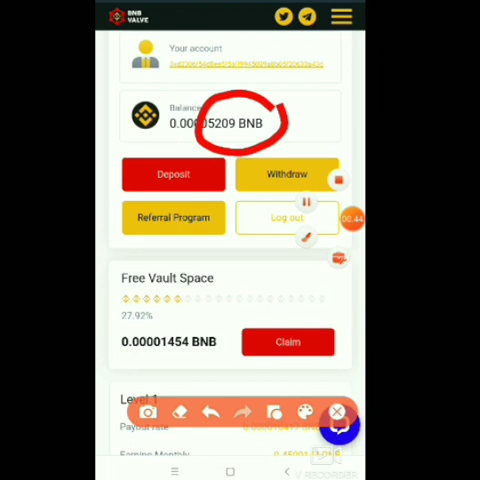 BNB
VALVE
Your account
Balance
0.00005209 BNB
Deposit
Withdraw
Referral Program
Log out
00:44
Free Vault Space
27.92%
0.00001454 BNB
Claim
Level 1
Payout rate
Earning Monthly